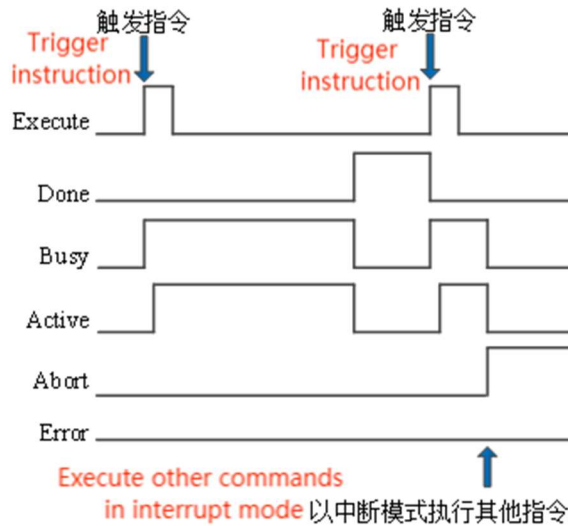 触发指令
Trigger
instruction
触发指令
Trigger
instruction
Execute
Done
Busy
Active
Abort
Error
Execute other commands
in interrupt mode 以中断模式执行其他指令